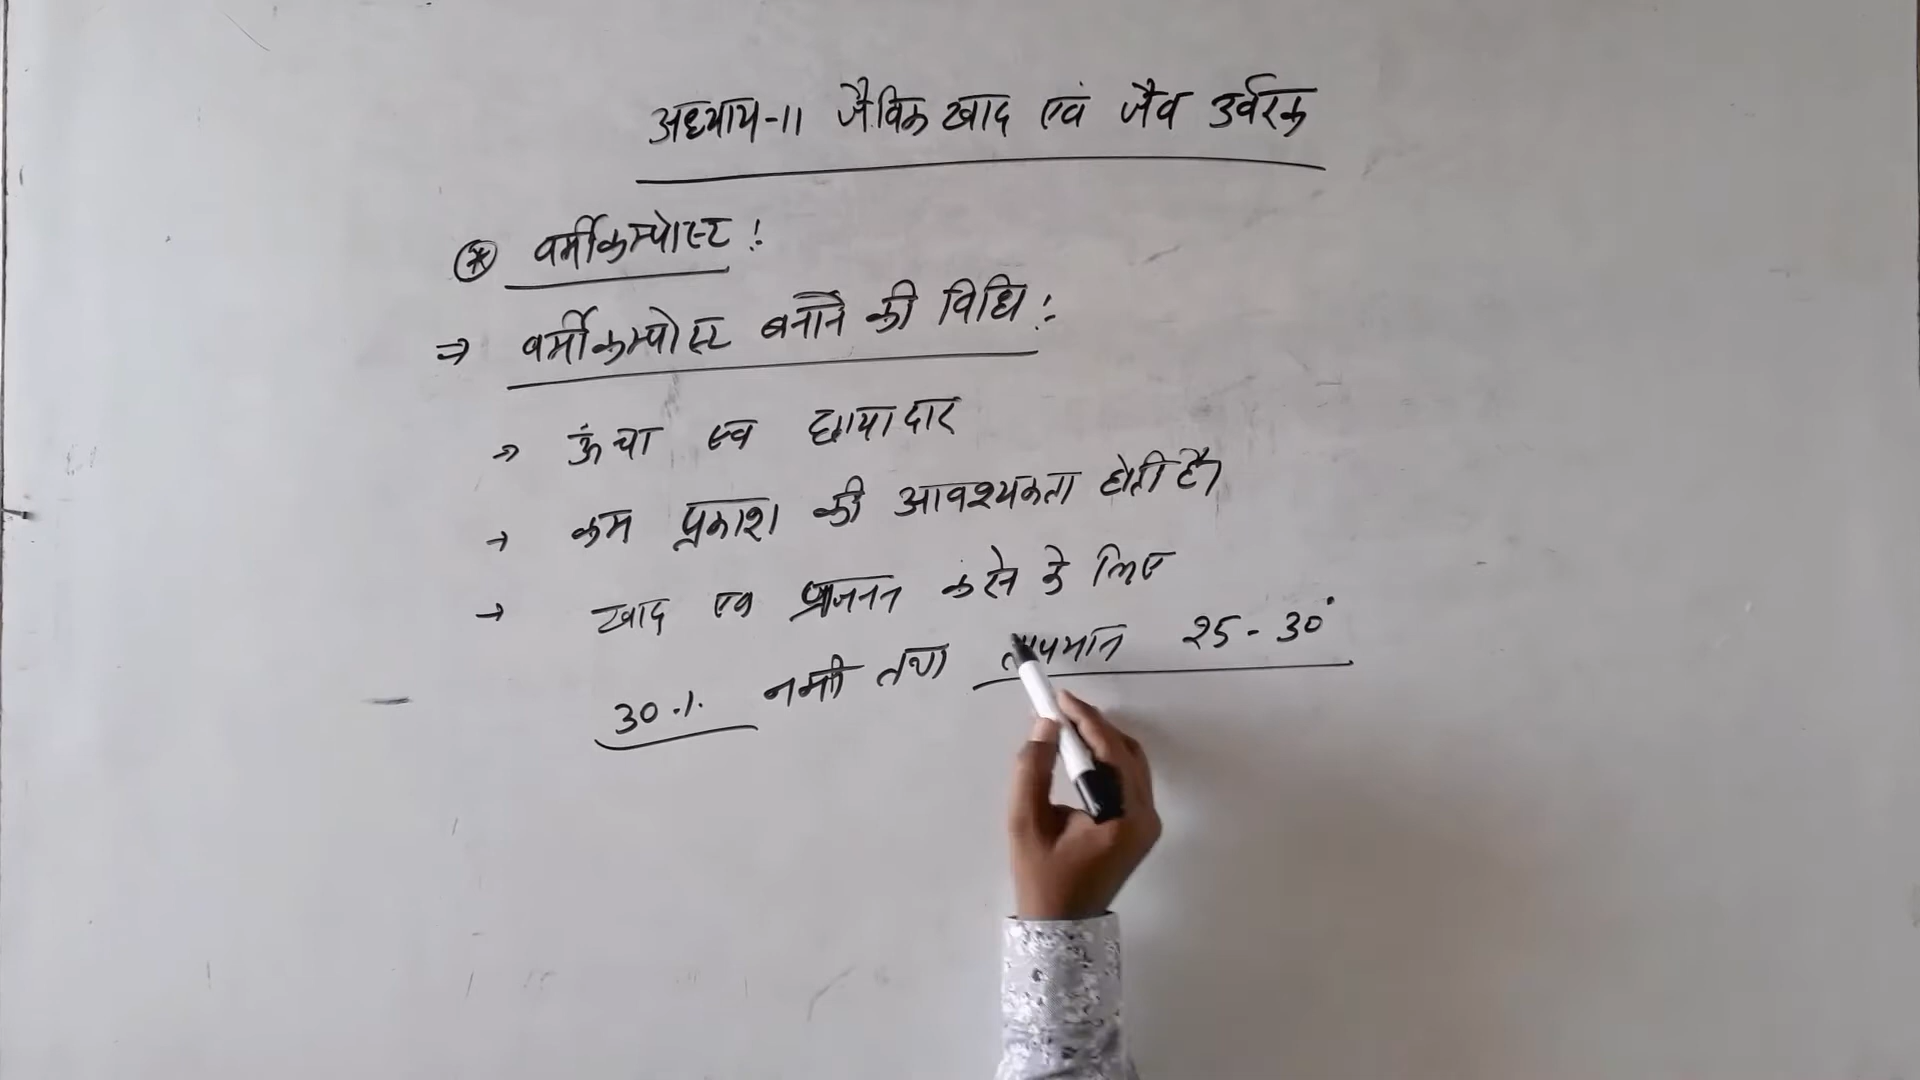 अध्याय-11 जैविक खाद एवं जैव उर्वरक
* वर्मीकम्पोस्ट :
⇒ वर्मीकम्पोस्ट बनाने की विधि :-
→ ऊंचा एव छायादार
→ कम प्रकाश की आवश्यकता होती है।
→ खाद एव प्रजनन करने के लिए
30% नमी तथा तापमान 25-30°